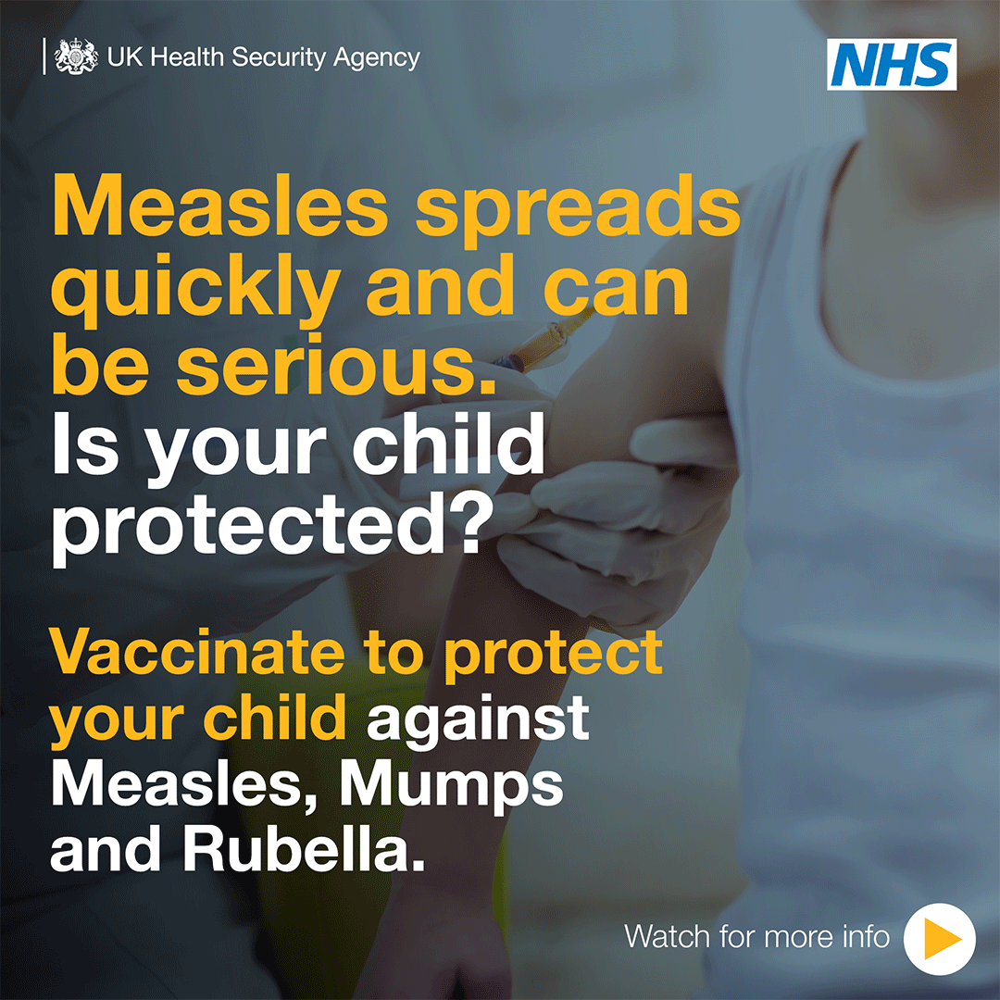 UK Health Security Agency
NHS
Measles spreads
quickly and can
be serious.
Is your child
protected?
Vaccinate to protect
your child against
Measles, Mumps
and Rubella.
Watch for more info